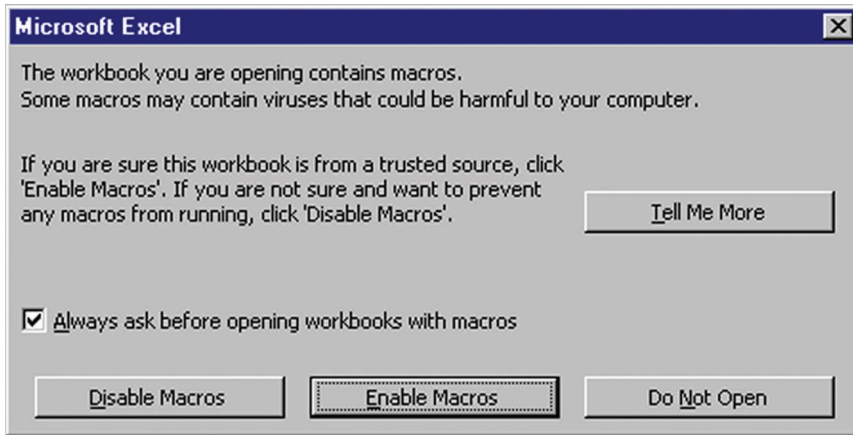 Microsoft Excel
The workbook you are opening contains macros.
Some macros may contain viruses that could be harmful to your computer.
If you are sure this workbook is from a trusted source, click
'Enable Macros'. If you are not sure and want to prevent
any macros from running, click 'Disable Macros'.
Tell Me More
Always ask before opening workbooks with macros
Disable Macros
Enable Macros
Do Not Open